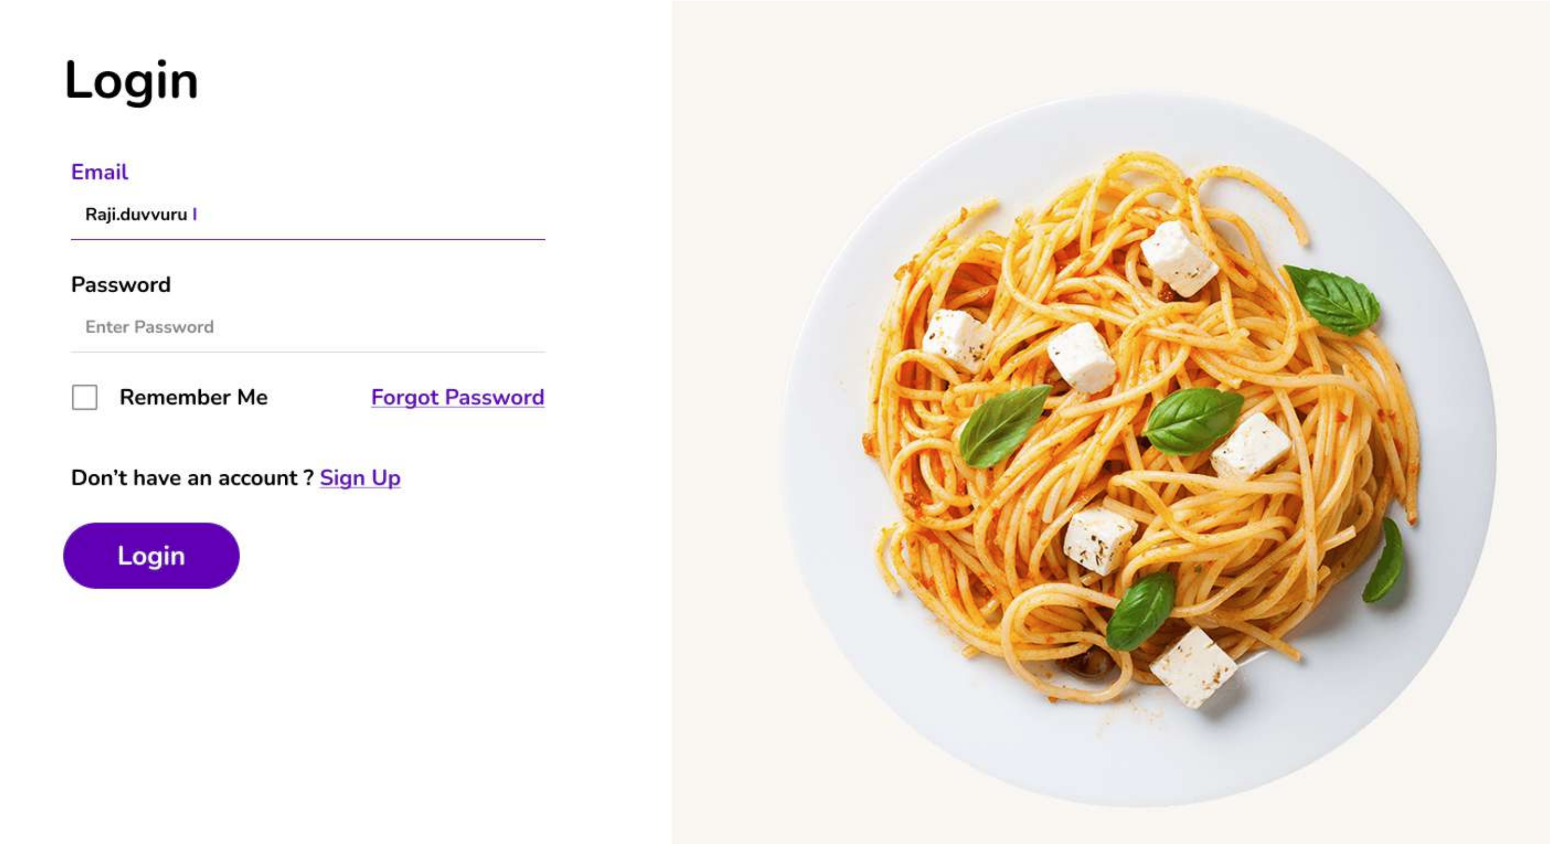 Login
Email
Raji.duvvuru
Password
Enter Password
Remember Me Forgot Password
Don’t have an account ? Sign Up
Login